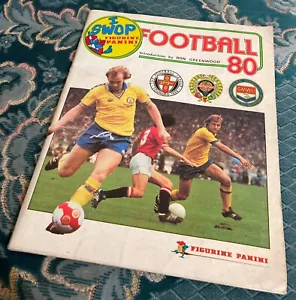 I
SWOP
FIGURINE
PANINI
FOOTBALL
80
Introduction by RON GREENWOOD
FIGURINE PANINI